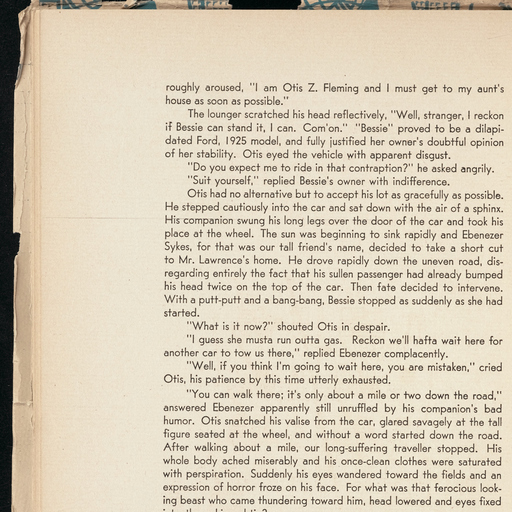 roughly aroused, "I am Otis Z. Fleming and I must get to my aunt's
house as soon as possible."
The lounger scratched his head reflectively, "Well, stranger, I reckon
if Bessie can stand it, I can. Com'on." "Bessie" proved to be a dilapi-
dated Ford, 1925 model, and fully justified her owner's doubtful opinion
of her stability. Otis eyed the vehicle with apparent disgust.
"Do you expect me to ride in that contraption?" he asked angrily.
"Suit yourself," replied Bessie's owner with indifference.
Otis had no alternative but to accept his lot as gracefully as possible.
He stepped cautiously into the car and sat down with the air of a sphinx.
His companion swung his long legs over the door of the car and took his
place at the wheel. The sun was beginning to sink rapidly and Ebenezer
Sykes, for that was our tall friend's name, decided to take a short cut
to Mr. Lawrence's home. He drove rapidly down the uneven road, dis-
regarding entirely the fact that his sullen passenger had already bumped
his head twice on the top of the car. Then fate decided to intervene.
With a putt-putt and a bang-bang, Bessie stopped as suddenly as she had
started.
"What is it now?" shouted Otis in despair.
"I guess she musta run outta gas. Reckon we'll hafta wait here for
another car to tow us there," replied Ebenezer complacently.
"Well, if you think I'm going to wait here, you are mistaken," cried
Otis, his patience by this time utterly exhausted.
"You can walk there; it's only about a mile or two down the road,"
answered Ebenezer apparently still unruffled by his companion's bad
humor. Otis snatched his valise from the car, glared savagely at the tall
figure seated at the wheel, and without a word started down the road.
After walking about a mile, our long-suffering traveller stopped. His
whole body ached miserably and his once-clean clothes were saturated
with perspiration. Suddenly his eyes wandered toward the fields and an
expression of horror froze on his face. For what was that ferocious look-
ing beast who came thundering toward him, head lowered and eyes fixed